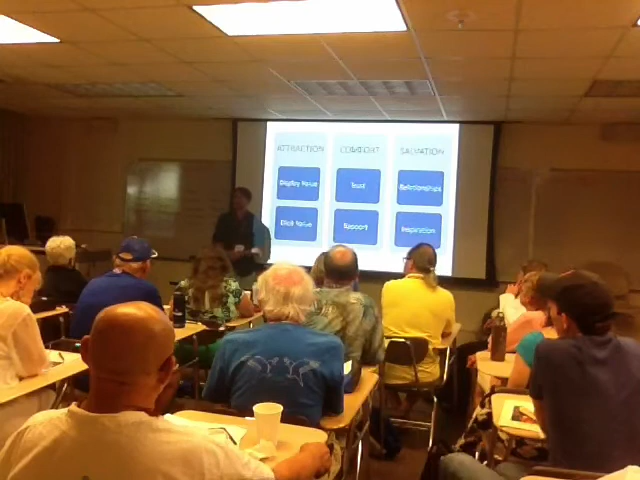 ATTRACTION
COMFORT
SALVATION
Display Value
Trust
Relationships
Elicit Value
Rapport
Inspiration